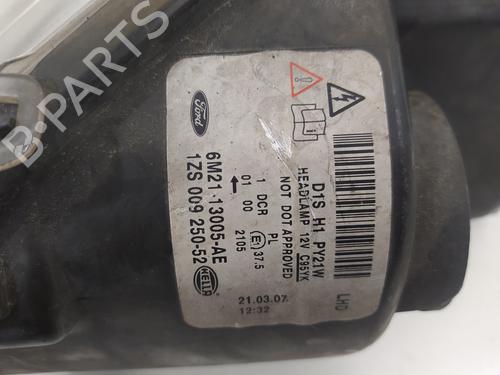 B-PARTS
Ford
6M21-13005-AE
1ZS 009 250-52
1 DCR PL
01 00 2105
E1 37.5
HELLA
21.03.07
12:32
D1S H1 PY21W
HEADLAMP 12V C95YK
NOT DOT APPROVED
LHD